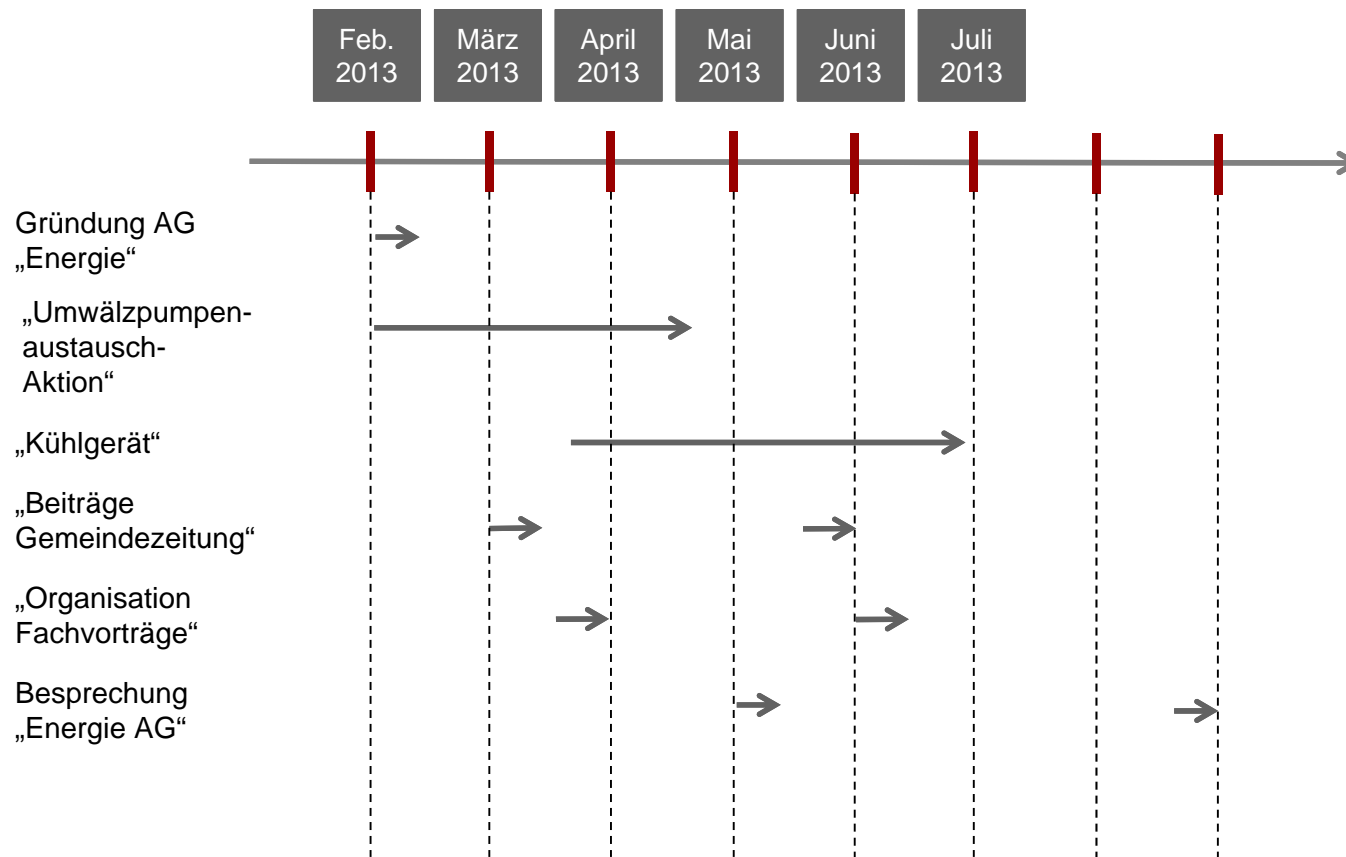 Feb.
2013
März
2013
April
2013
Mai
2013
Juni
2013
Juli
2013
Gründung AG
„Energie“
„Umwälzpumpen-
austausch-
Aktion“
„Kühlgerät“
„Beiträge
Gemeindezeitung“
„Organisation
Fachvorträge“
Besprechung
„Energie AG“